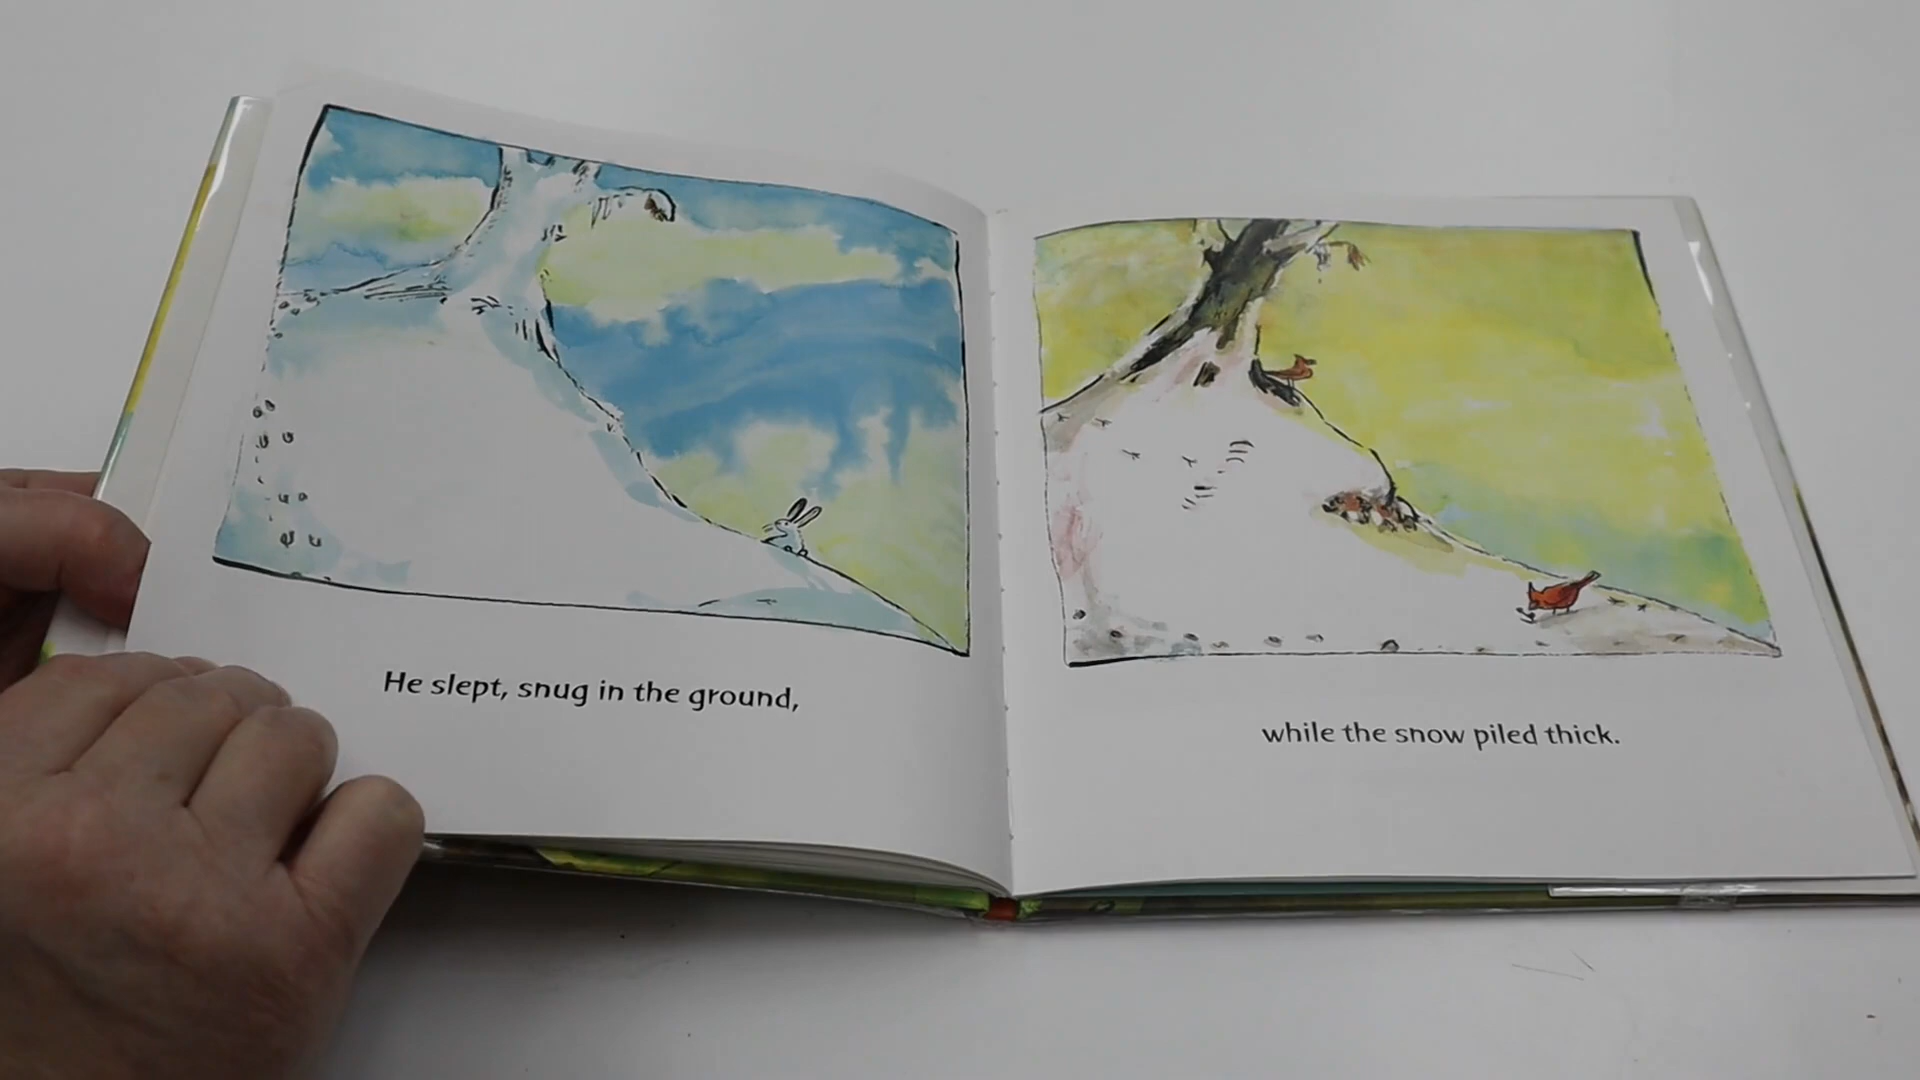 He slept, snug in the ground,
while the snow piled thick.